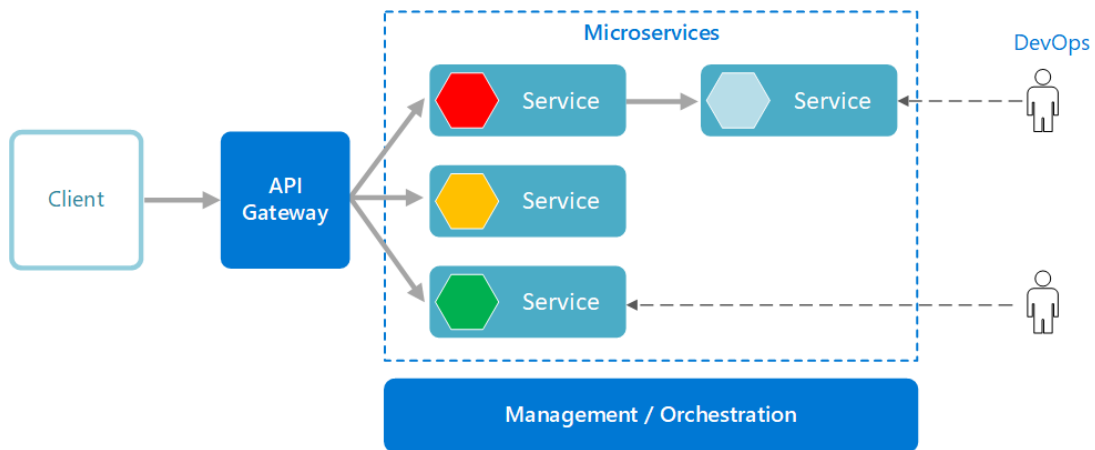 Microservices
DevOps
Service
Service
Client
API
Gateway
Service
Service
Management / Orchestration